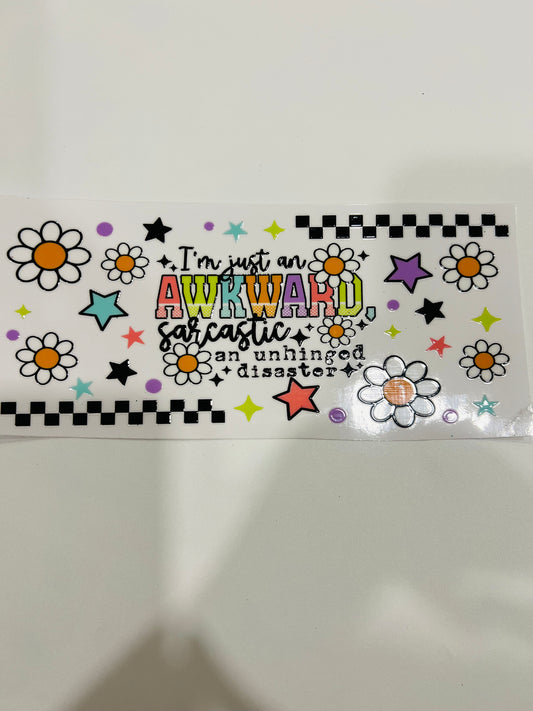 I'm just an
AWKWARD,
sarcastic
an unhinged
disaster